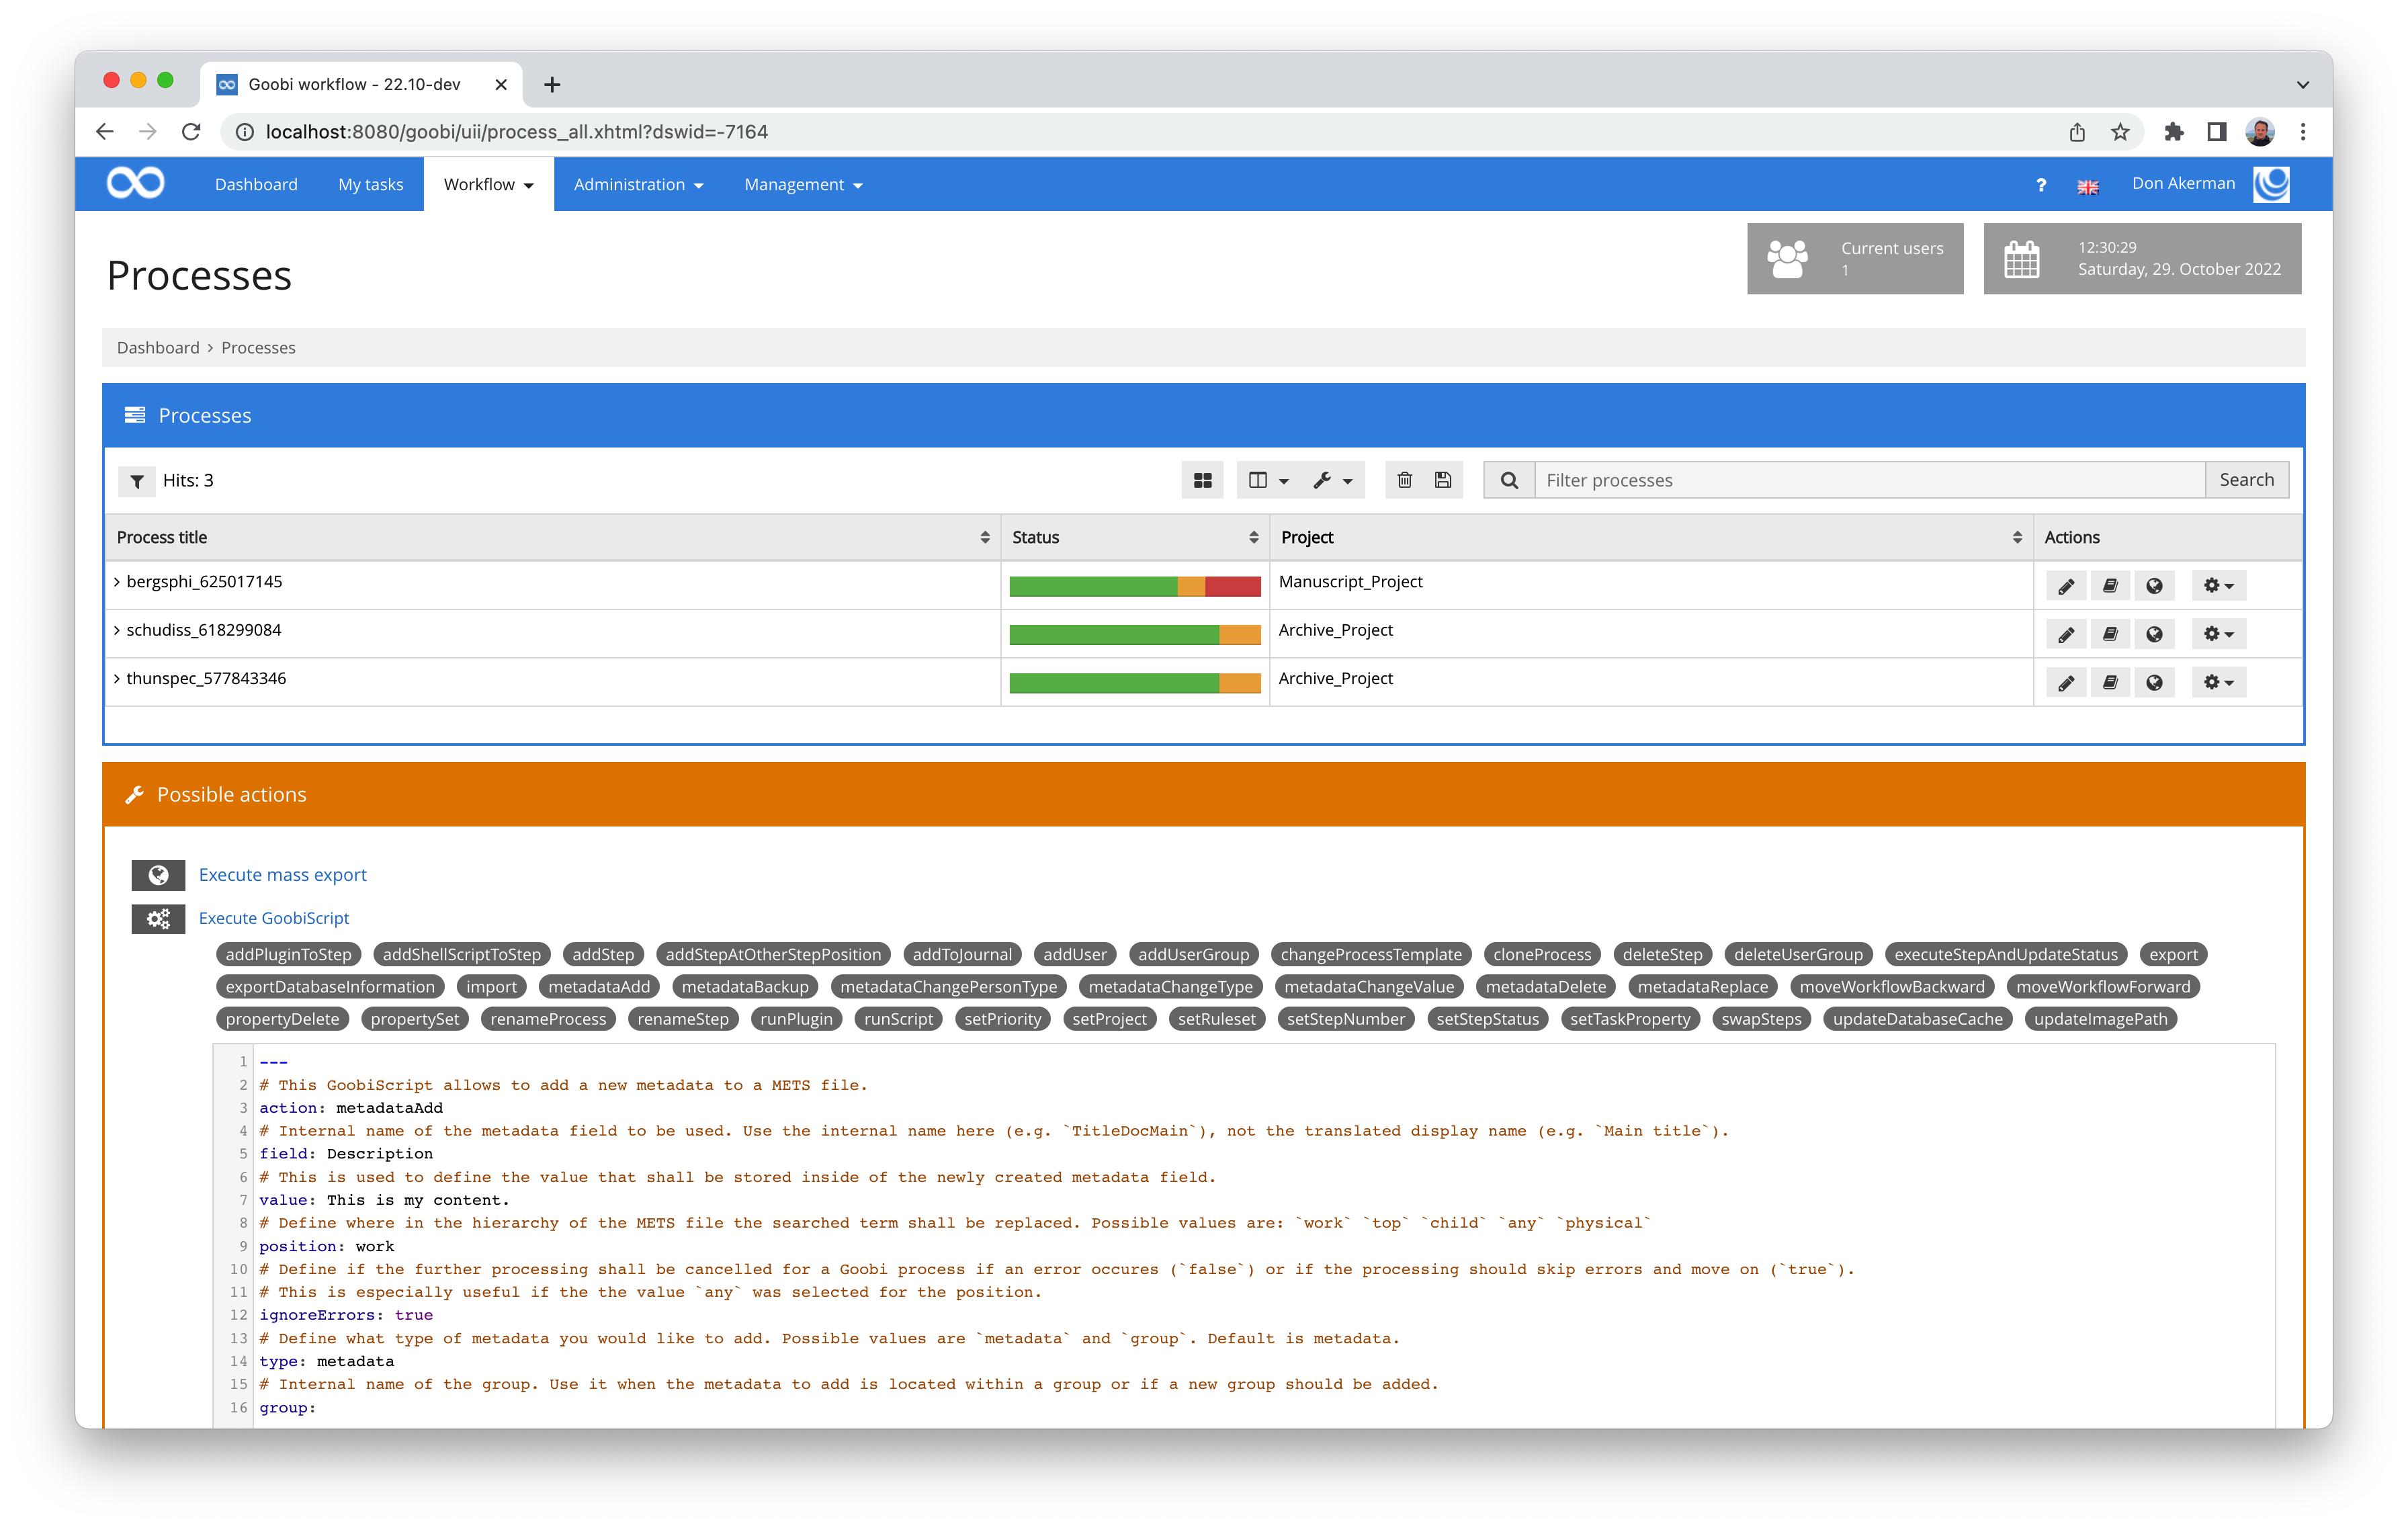 Goobi workflow - 22.10-dev
localhost:8080/goobi/uii/process_all.xhtml?dswid=-7164
Dashboard My tasks Workflow Administration Management ? Don Akerman
Current users
1
12:30:29
Saturday, 29. October 2022
Processes
Dashboard > Processes
Processes
Hits: 3 Filter processes Search
Process title Status Project Actions
bergsphi_625017145 Manuscript_Project
schudiss_618299084 Archive_Project
thunspec_577843346 Archive_Project
Possible actions
Execute mass export
Execute GoobiScript
addPluginToStep addShellScriptToStep addStep addStepAtOtherStepPosition addToJournal addUser addUserGroup changeProcessTemplate cloneProcess deleteStep deleteUserGroup executeStepAndUpdateStatus export
exportDatabaseInformation import metadataAdd metadataBackup metadataChangePersonType metadataChangeType metadataChangeValue metadataDelete metadataReplace moveWorkflowBackward moveWorkflowForward
propertyDelete propertySet renameProcess renameStep runPlugin runScript setPriority setProject setRuleset setStepNumber setStepStatus setTaskProperty swapSteps updateDatabaseCache updateImagePath
1 ---
2 # This GoobiScript allows to add a new metadata to a METS file.
3 action: metadataAdd
4 # Internal name of the metadata field to be used. Use the internal name here (e.g. `TitleDocMain`), not the translated display name (e.g. `Main title`).
5 field: Description
6 # This is used to define the value that shall be stored inside of the newly created metadata field.
7 value: This is my content.
8 # Define where in the hierarchy of the METS file the searched term shall be replaced. Possible values are: `work` `top` `child` `any` `physical`
9 position: work
10 # Define if the further processing shall be cancelled for a Goobi process if an error occures (`false`) or if the processing should skip errors and move on (`true`).
11 # This is especially useful if the the value `any` was selected for the position.
12 ignoreErrors: true
13 # Define what type of metadata you would like to add. Possible values are `metadata` and `group`. Default is metadata.
14 type: metadata
15 # Internal name of the group. Use it when the metadata to add is located within a group or if a new group should be added.
16 group: